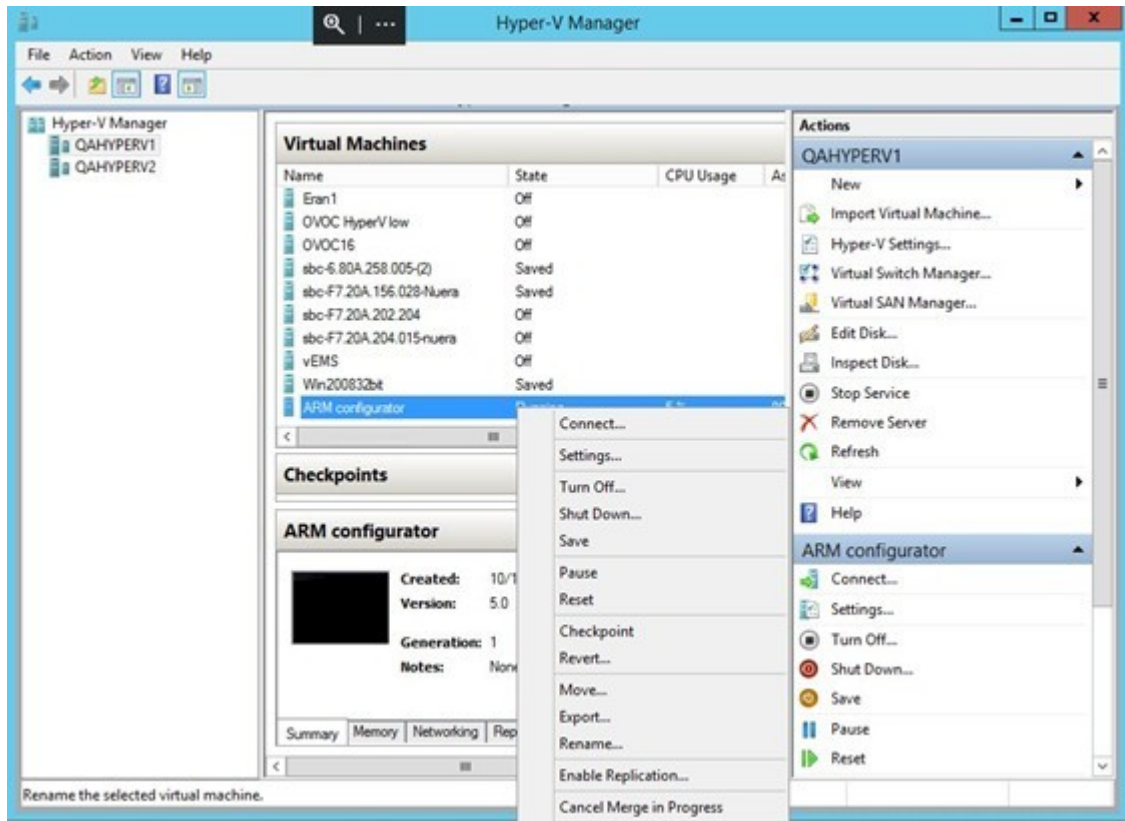 Hyper-V Manager
File Action View Help
Hyper-V Manager
QAHYPERV1
QAHYPERV2
Virtual Machines
Name State CPU Usage
Eran1 Off
OVOC HyperV low Off
OVOC16 Off
sbc-6.80A.258.005-(2) Saved
sbc-F7.20A.156.028-Nuera Saved
sbc-F7.20A.202.204 Off
sbc-F7.20A.204.015-nuera Off
vEMS Off
Win200832bit Saved
ARM configurator
Checkpoints
ARM configurator
Created: 10/1
Version: 5.0
Generation: 1
Notes: None
Summary Memory Networking Rep
Connect...
Settings...
Turn Off...
Shut Down...
Save
Pause
Reset
Checkpoint
Revert...
Move...
Export...
Rename...
Enable Replication...
Cancel Merge in Progress
Actions
QAHYPERV1
New
Import Virtual Machine...
Hyper-V Settings...
Virtual Switch Manager...
Virtual SAN Manager...
Edit Disk...
Inspect Disk...
Stop Service
Remove Server
Refresh
View
Help
ARM configurator
Connect...
Settings...
Turn Off...
Shut Down...
Save
Pause
Reset
Rename the selected virtual machine.